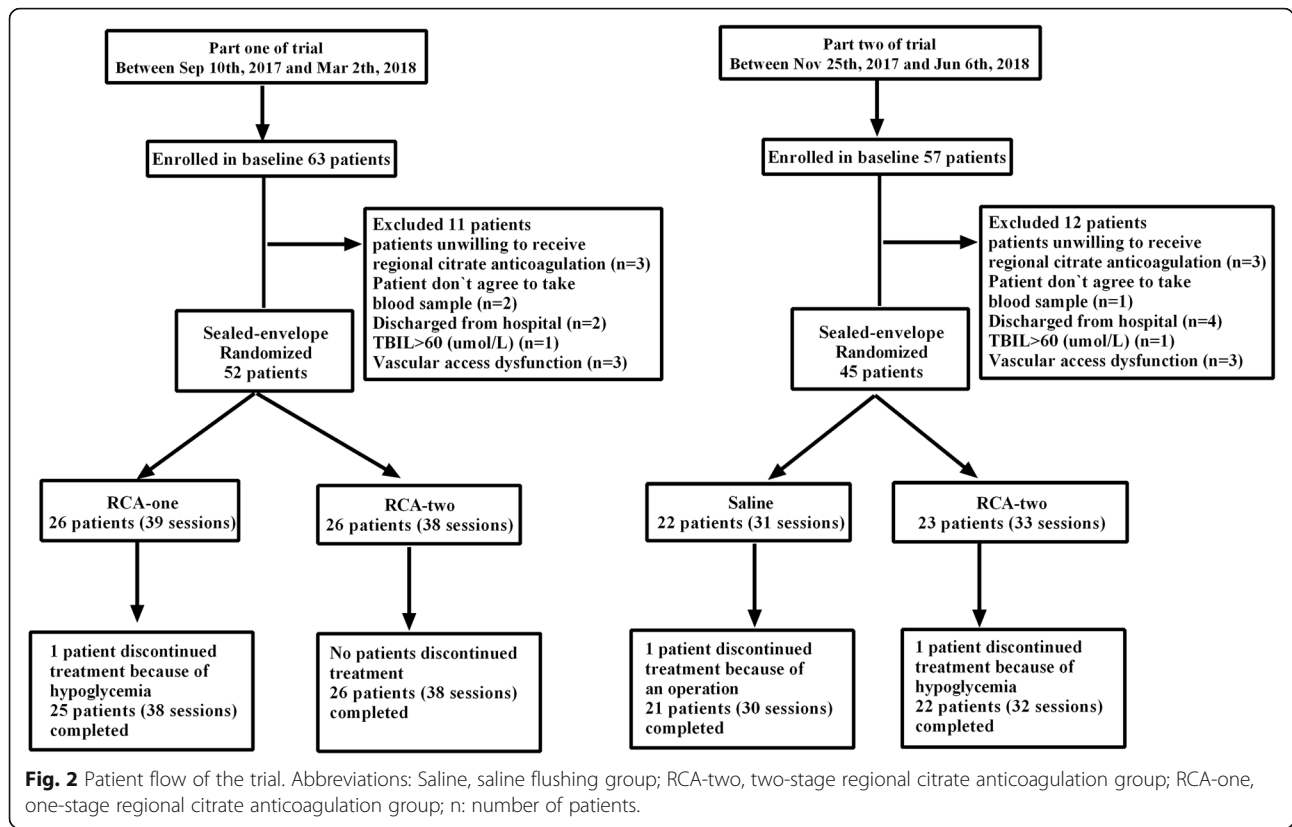 Part one of trial
Between Sep 10th, 2017 and Mar 2th, 2018
Enrolled in baseline 63 patients
Excluded 11 patients
patients unwilling to receive
regional citrate anticoagulation (n=3)
Patient don`t agree to take
blood sample (n=2)
Discharged from hospital (n=2)
TBIL>60 (umol/L) (n=1)
Vascular access dysfunction (n=3)
Sealed-envelope
Randomized
52 patients
RCA-one
26 patients (39 sessions)
RCA-two
26 patients (38 sessions)
1 patient discontinued
treatment because of
hypoglycemia
25 patients (38 sessions)
completed
No patients discontinued
treatment
26 patients (38 sessions)
completed
Part two of trial
Between Nov 25th, 2017 and Jun 6th, 2018
Enrolled in baseline 57 patients
Excluded 12 patients
patients unwilling to receive
regional citrate anticoagulation (n=3)
Patient don`t agree to take
blood sample (n=1)
Discharged from hospital (n=4)
TBIL>60 (umol/L) (n=1)
Vascular access dysfunction (n=3)
Sealed-envelope
Randomized
45 patients
Saline
22 patients (31 sessions)
RCA-two
23 patients (33 sessions)
1 patient discontinued
treatment because of
an operation
21 patients (30 sessions)
completed
1 patient discontinued
treatment because of
hypoglycemia
22 patients (32 sessions)
completed
Fig. 2 Patient flow of the trial. Abbreviations: Saline, saline flushing group; RCA-two, two-stage regional citrate anticoagulation group; RCA-one,
one-stage regional citrate anticoagulation group; n: number of patients.